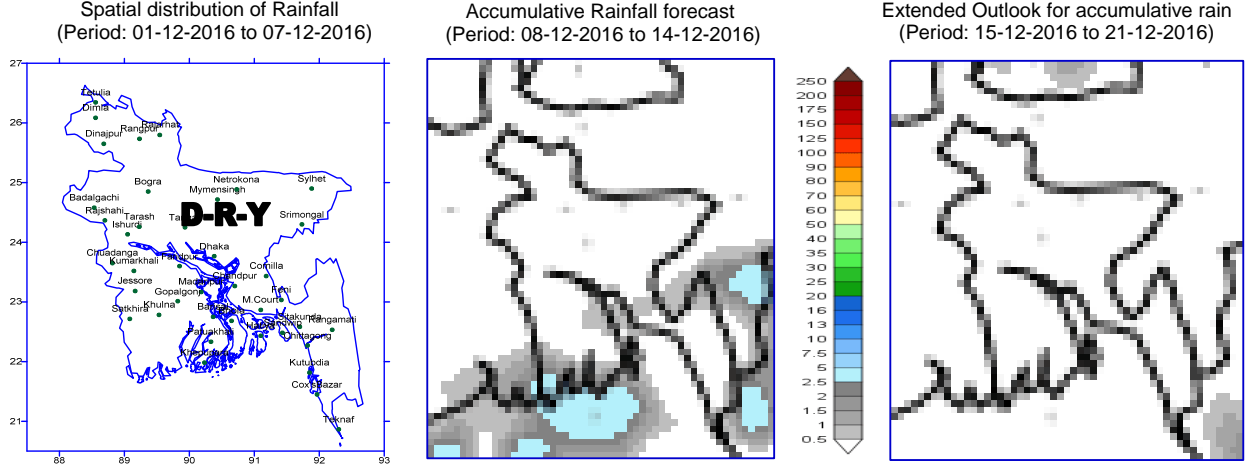 Spatial distribution of Rainfall
(Period: 01-12-2016 to 07-12-2016)
Accumulative Rainfall forecast
(Period: 08-12-2016 to 14-12-2016)
Extended Outlook for accumulative rain
(Period: 15-12-2016 to 21-12-2016)
27
26
25
24
23
22
21
88 89 90 91 92 93
Tetulia
Dimla
Dinajpur
Rangpur
Rajarhat
Bogra
Netrokona
Mymensingh
Sylhet
Badalgachi
Rajshahi
Tarash
Ishurdi
D-R-Y
Srimongal
Dhaka
Chuadanga
Kumarkhali
Faridpur
Comilla
Jessore
Chandpur
Feni
Gopalgonj
Khulna
M.Court
Satkhira
Sitakunda
Rangamati
Chittagong
Patuakhali
Kutubdia
Cox'sbazar
Teknaf
250
200
175
150
125
100
90
80
70
60
50
40
35
30
25
20
16
13
10
7.5
5
2.5
2
1.5
1
0.5